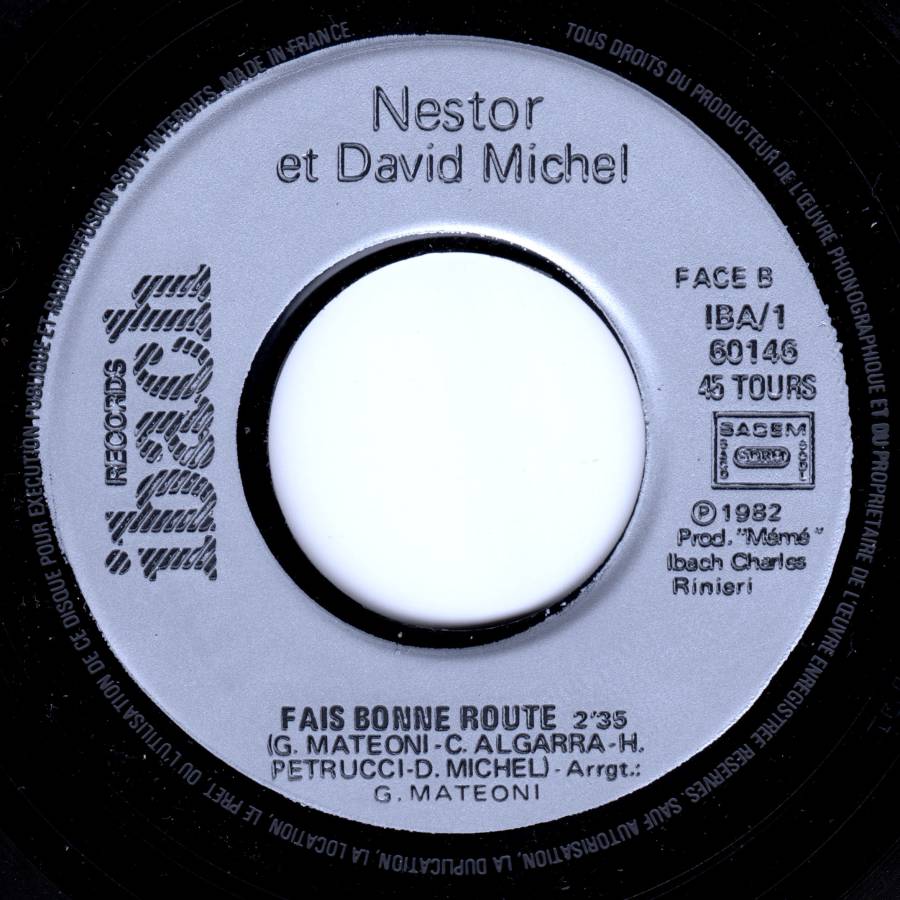 TOUS DROITS DU PRODUCTEUR DE L'ŒUVRE PHONOGRAPHIQUE ET DU PROPRIETAIRE DE L'ŒUVRE ENREGISTREE RESERVES. SAUF AUTORISATION, LA DUPLICATION, LA LOCATION, LE PRET, OU L'UTILISATION DE CE DISQUE POUR EXECUTION PUBLIQUE ET RADIODIFFUSION SONT INTERDITS. MADE IN FRANCE
Nestor
et David Michel
ibach
RECORDS
FACE B
IBA/1
60146
45 TOURS
SACEM
℗ 1982
Prod. "Mémé"
Ibach Charles
Rinieri
FAIS BONNE ROUTE 2'35
(G. MATEONI-C. ALGARRA-H.
PETRUCCI-D. MICHEL) - Arrgt.:
G. MATEONI